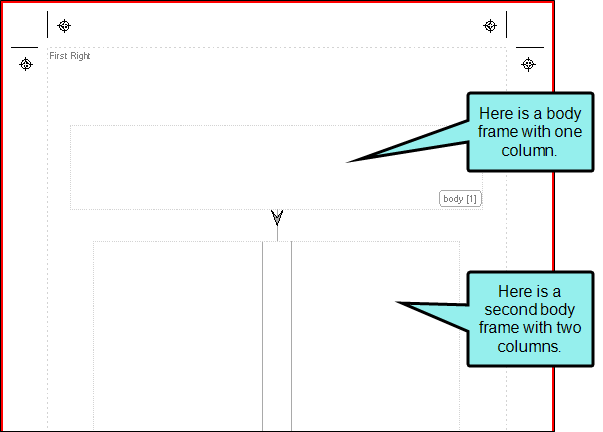 First Right
Here is a body
frame with one
column.
body [1]
Here is a
second body
frame with two
columns.